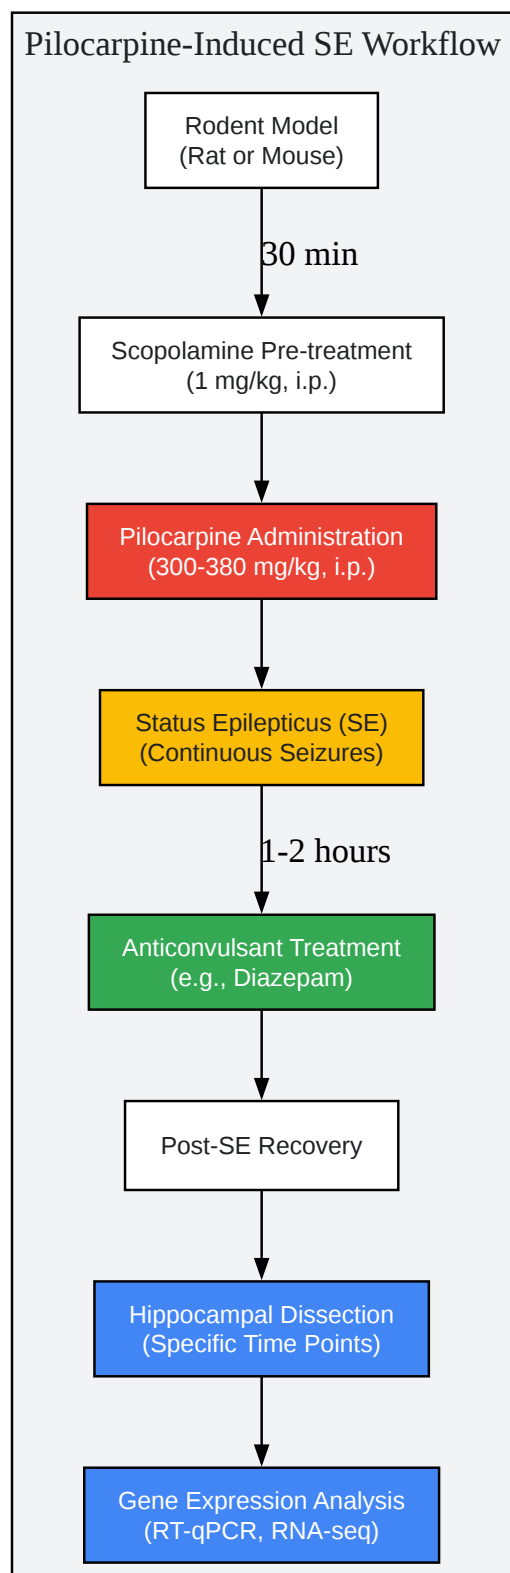 Pilocarpine-Induced SE Workflow
Rodent Model
(Rat or Mouse)
30 min
Scopolamine Pre-treatment
(1 mg/kg, i.p.)
Pilocarpine Administration
(300-380 mg/kg, i.p.)
Status Epilepticus (SE)
(Continuous Seizures)
1-2 hours
Anticonvulsant Treatment
(e.g., Diazepam)
Post-SE Recovery
Hippocampal Dissection
(Specific Time Points)
Gene Expression Analysis
(RT-qPCR, RNA-seq)